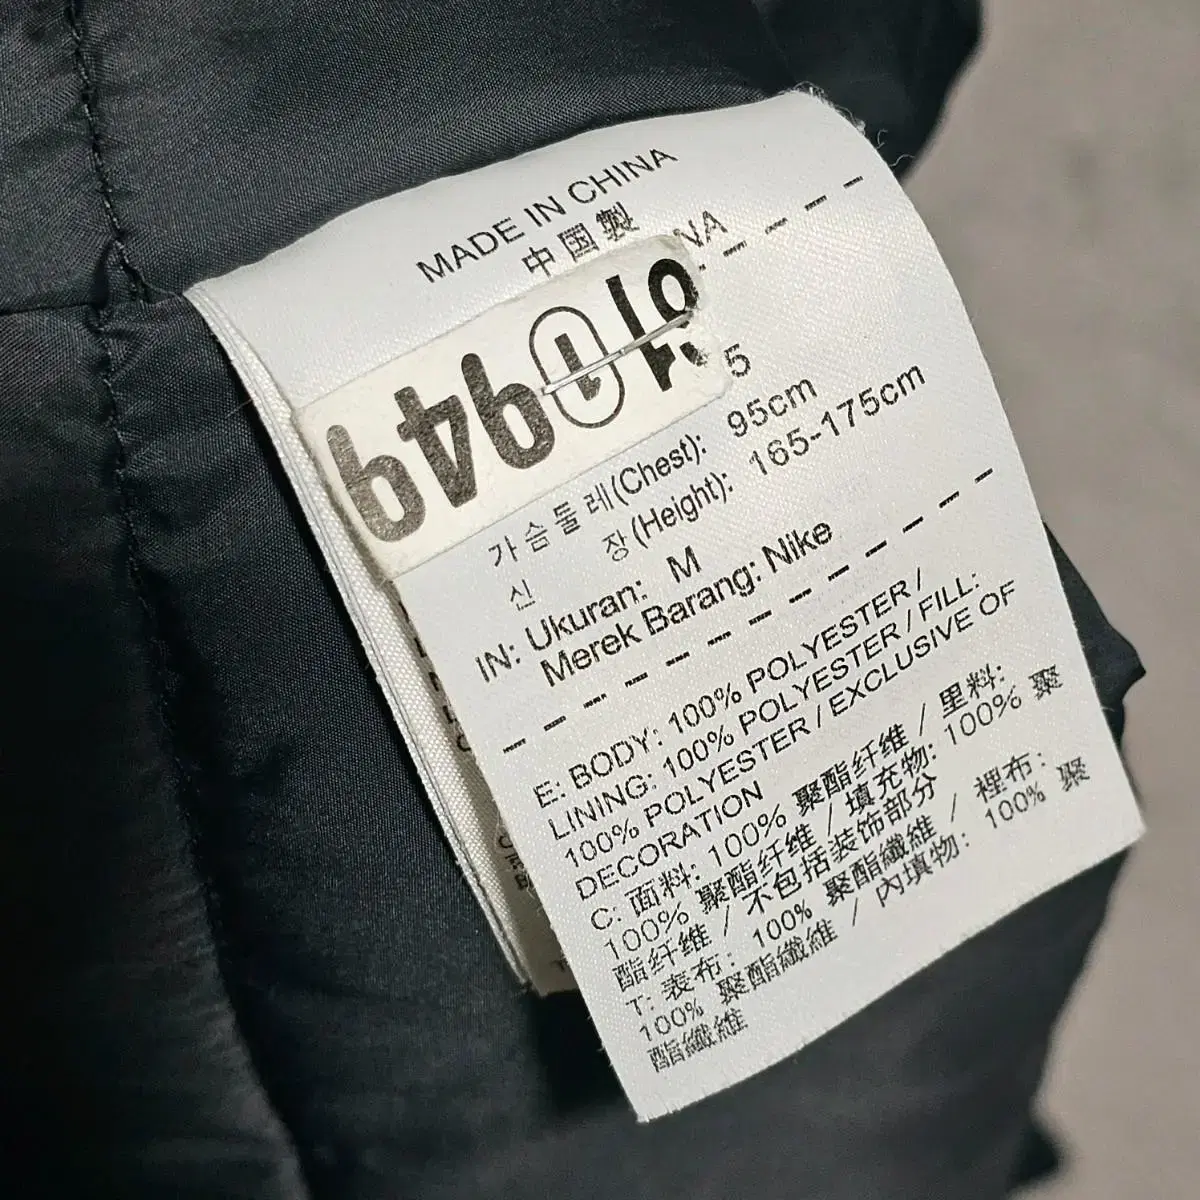 MADE IN CHINA
中国製
NA
5
가슴둘레(Chest): 95cm
신 장(Height): 165-175cm
IN: Ukuran: M
Merek Barang: Nike
E: BODY: 100% POLYESTER /
LINING: 100% POLYESTER / FILL:
100% POLYESTER / EXCLUSIVE OF
DECORATION
C: 面料: 100% 聚酯纤维 / 里料:
100% 聚酯纤维 / 填充物: 100% 聚
酯纤维 / 不包括装饰部分
T: 表布: 100% 聚酯纖維 / 裡布:
100% 聚酯纖維 / 內填物: 100% 聚
酯纖維